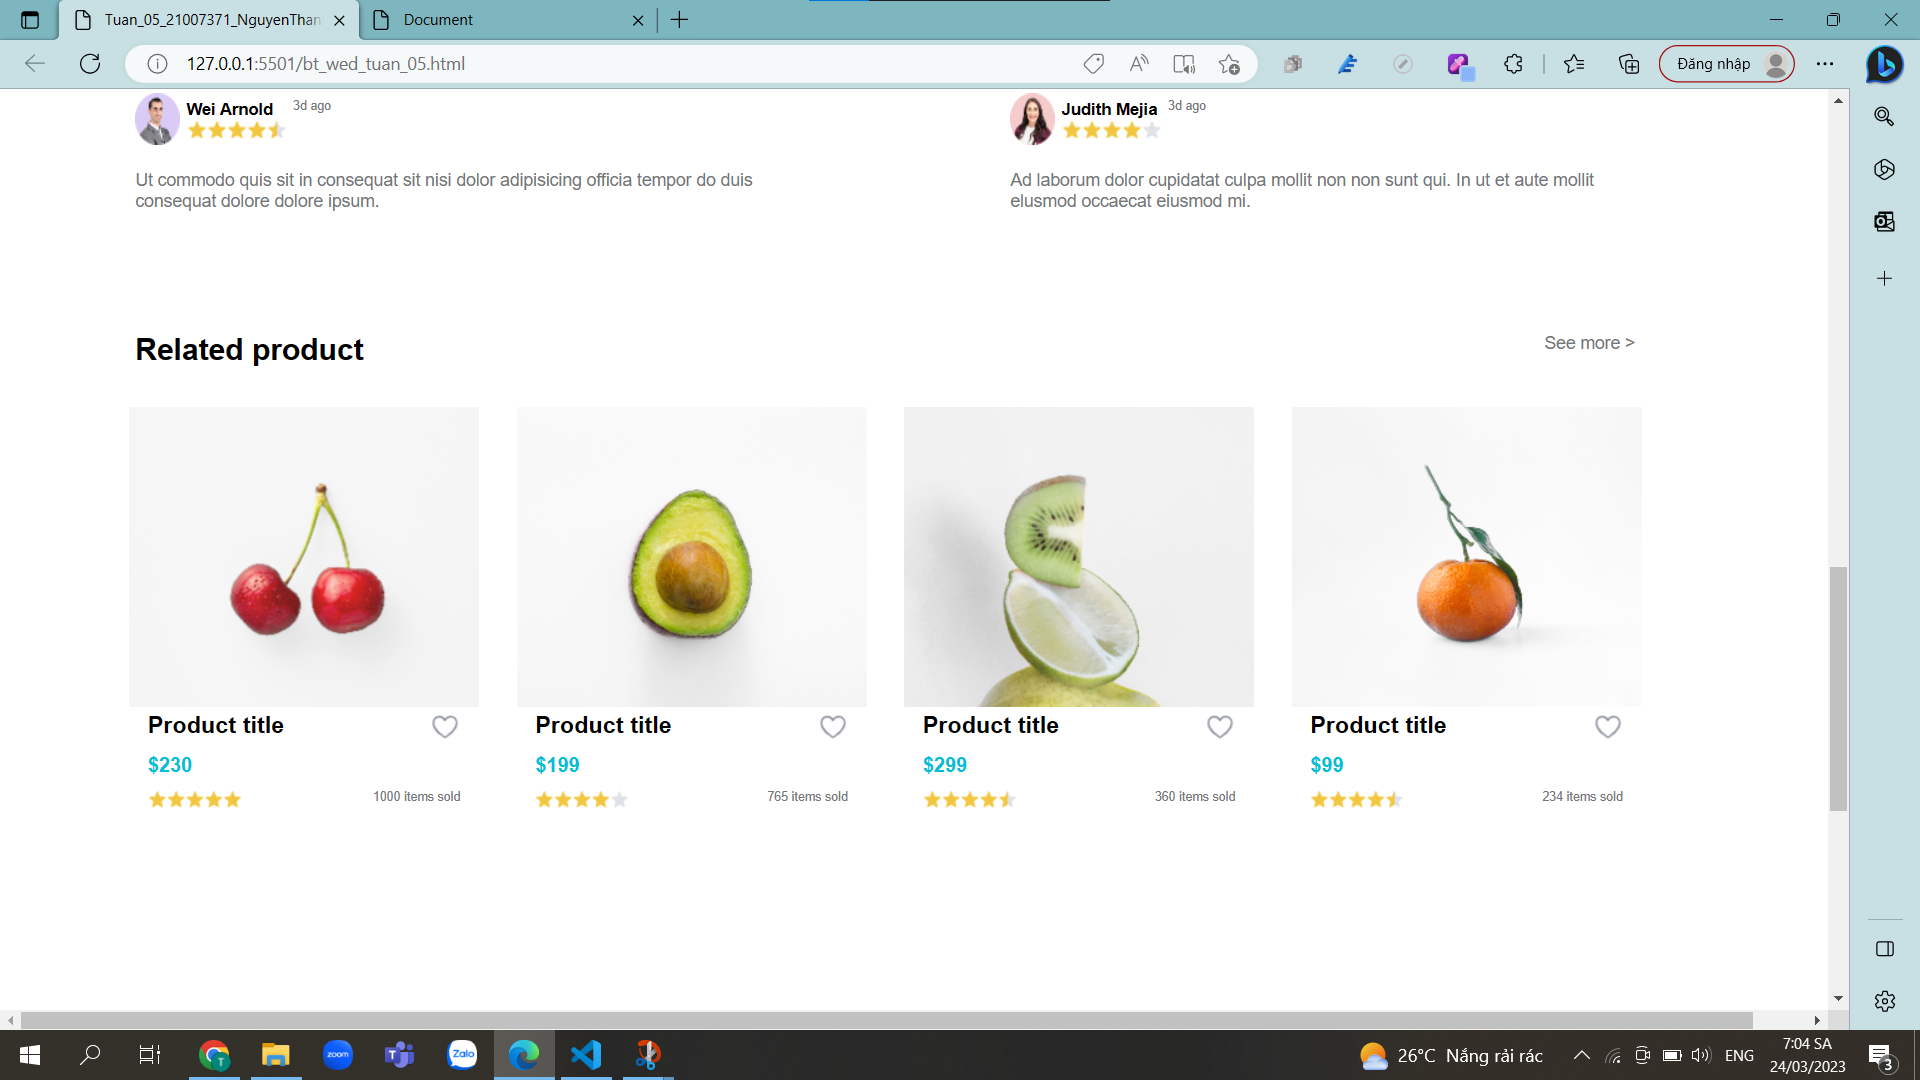 Tuan_05_21007371_NguyenThan
Document
127.0.0.1:5501/bt_wed_tuan_05.html
Đăng nhập
Wei Arnold
3d ago
Judith Mejia
3d ago
Ut commodo quis sit in consequat sit nisi dolor adipisicing officia tempor do duis
consequat dolore dolore ipsum.
Ad laborum dolor cupidatat culpa mollit non non sunt qui. In ut et aute mollit
elusmod occaecat eiusmod mi.
Related product
See more >
Product title
$230
1000 items sold
Product title
$199
765 items sold
Product title
$299
360 items sold
Product title
$99
234 items sold
zoom
Zalo
26°C Nắng rải rác
ENG
7:04 SA
24/03/2023
3